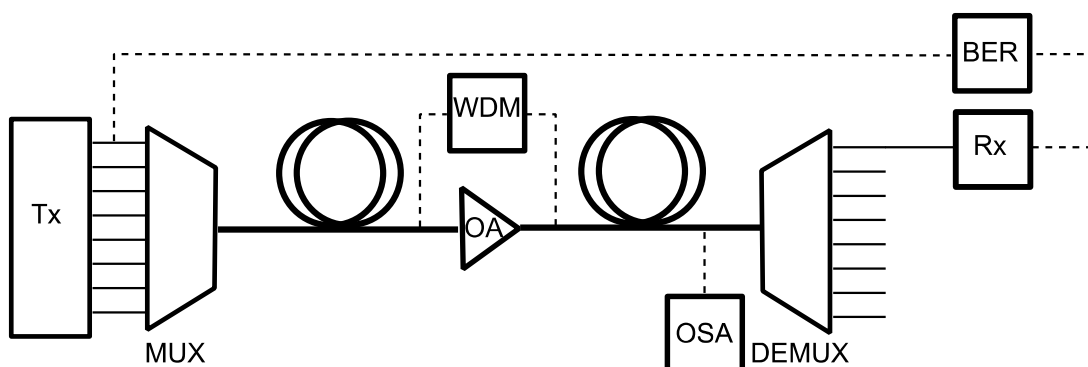 BER
WDM
Rx
Tx
OA
OSA
MUX
DEMUX